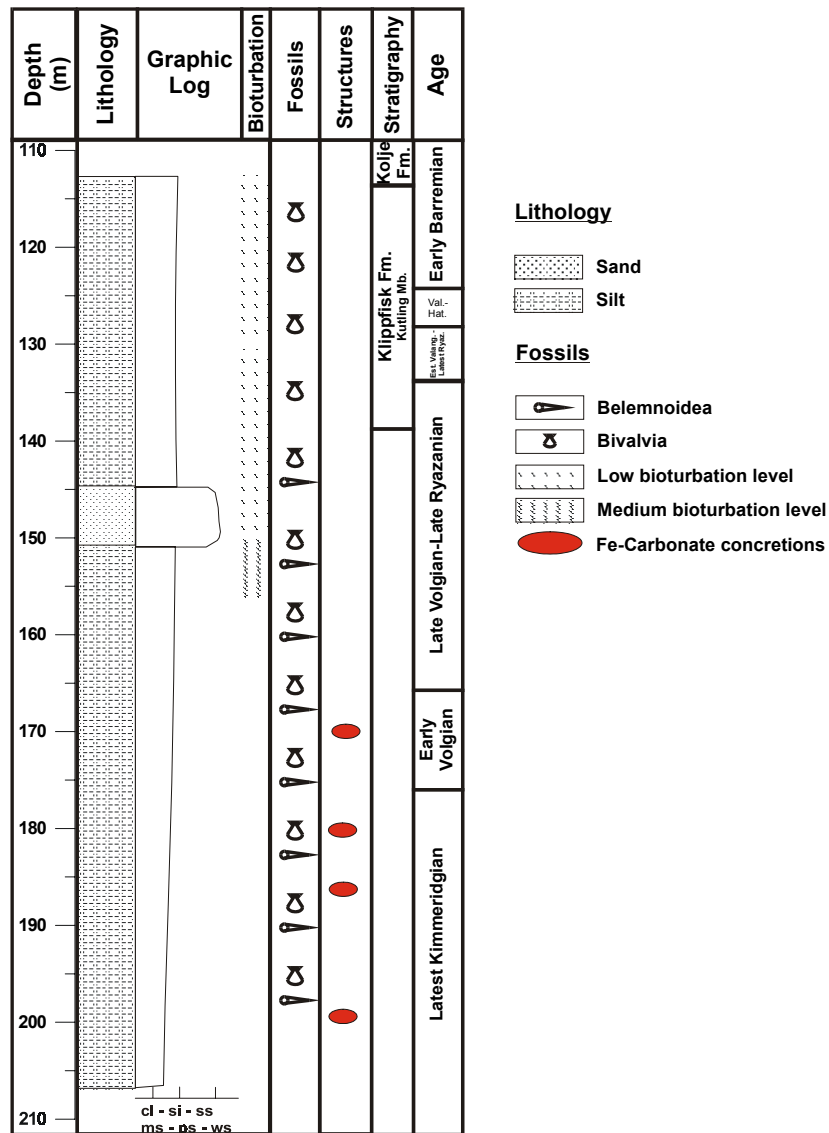 Depth
(m)
Lithology
Graphic
Log
Bioturbation
Fossils
Structures
Stratigraphy
Age
110
120
130
140
150
160
170
180
190
200
210
cl - si - ss
ms - ps - ws
Kolje
Fm.
Klippfisk Fm.
Kutling Mb.
Early Barremian
Val.-
Hat.
Est. Valang. -
Latest Ryaz.
Late Volgian-Late Ryazanian
Early
Volgian
Latest Kimmeridgian
Lithology
Sand
Silt
Fossils
Belemnoidea
Bivalvia
Low bioturbation level
Medium bioturbation level
Fe-Carbonate concretions